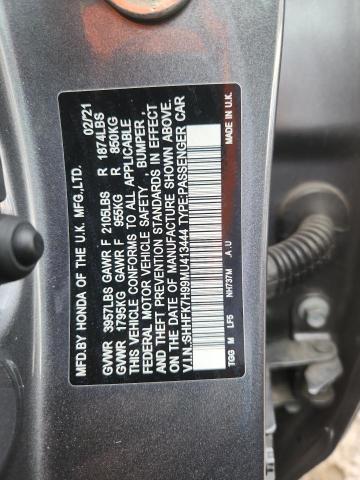 MFD.BY HONDA OF THE U.K. MFG.,LTD. 02/21
GVWR 3957LBS GAWR F 2105LBS R 1874LBS
GVWR 1795KG GAWR F 955KG R 850KG
THIS VEHICLE CONFORMS TO ALL APPLICABLE
FEDERAL MOTOR VEHICLE SAFETY , BUMPER ,
AND THEFT PREVENTION STANDARDS IN EFFECT
ON THE DATE OF MANUFACTURE SHOWN ABOVE.
V.I.N.:SHHFK7H99MU413444 TYPE:PASSENGER CAR
TGG M LF5 NH737M A . U MADE IN U.K.